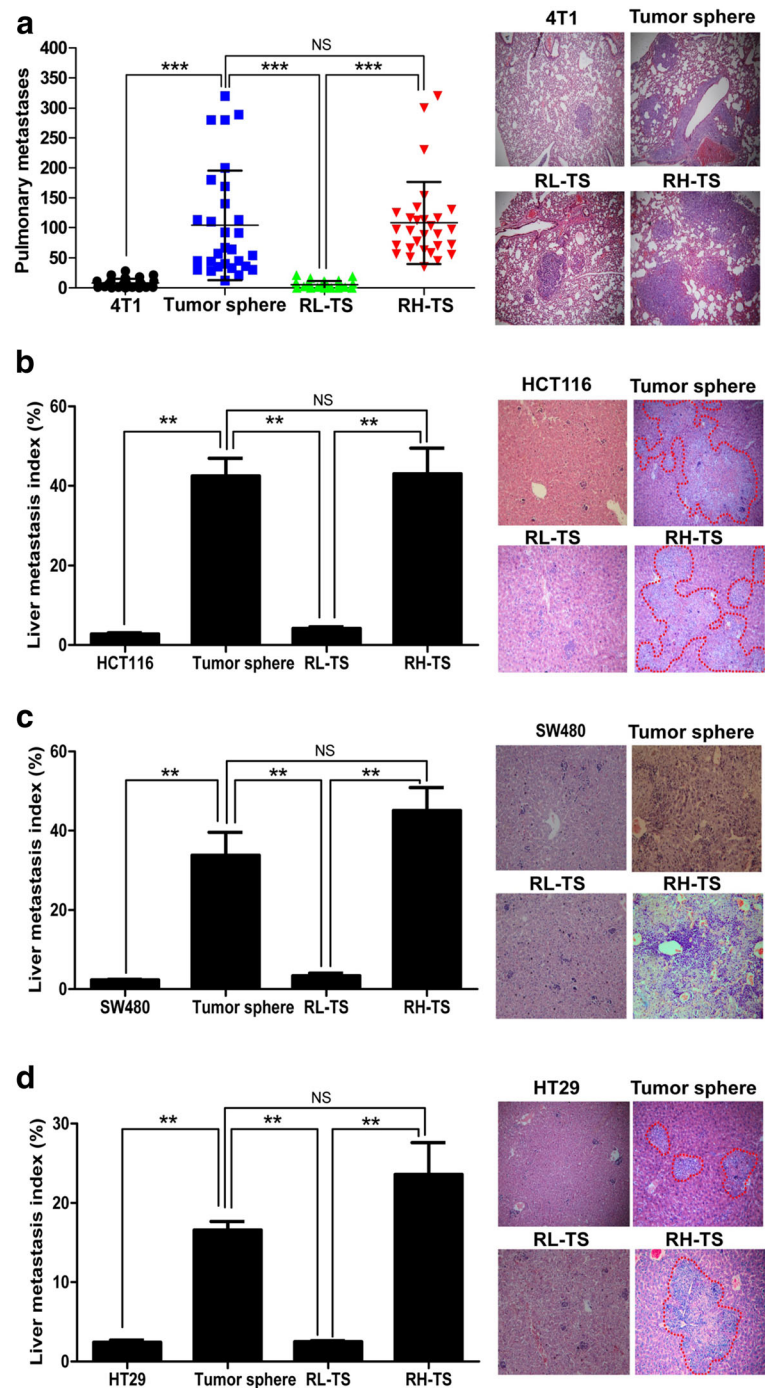 a
NS
***
***
***
Pulmonary metastases
400
350
300
250
200
150
100
50
0
4T1
Tumor sphere
RL-TS
RH-TS
4T1
Tumor sphere
RL-TS
RH-TS
b
NS
**
**
**
Liver metastasis index (%)
60
40
20
0
HCT116
Tumor sphere
RL-TS
RH-TS
HCT116
Tumor sphere
RL-TS
RH-TS
c
NS
**
**
**
Liver metastasis index (%)
60
40
20
0
SW480
Tumor sphere
RL-TS
RH-TS
SW480
Tumor sphere
RL-TS
RH-TS
d
NS
**
**
**
Liver metastasis index (%)
30
20
10
0
HT29
Tumor sphere
RL-TS
RH-TS
HT29
Tumor sphere
RL-TS
RH-TS